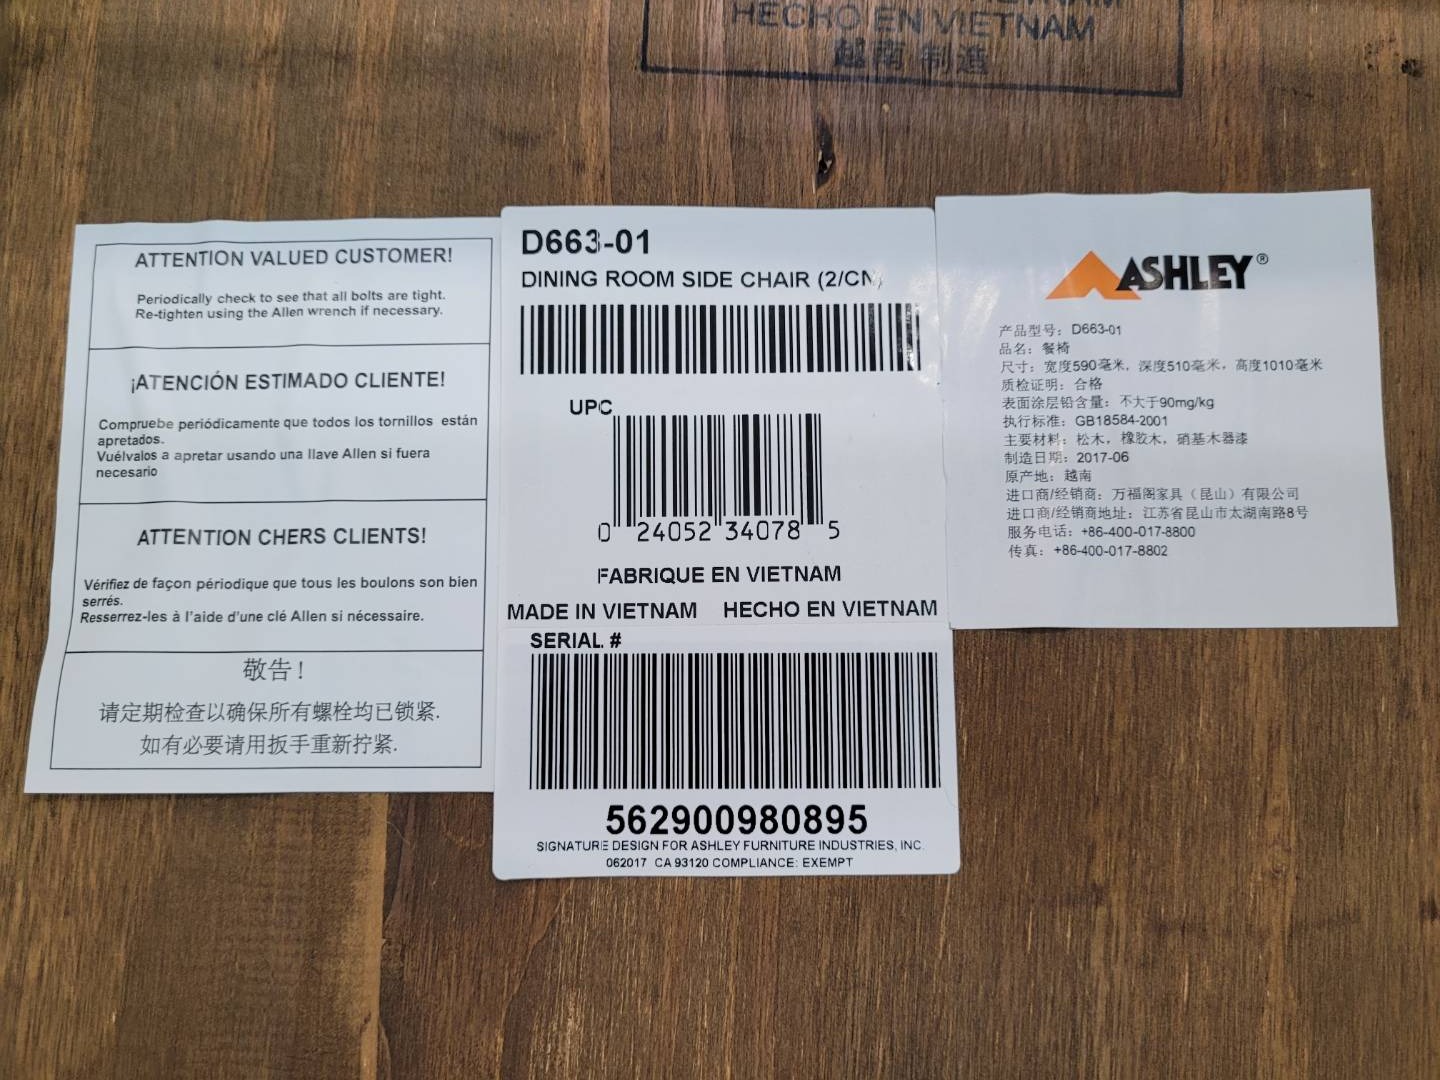 HECHO EN VIETNAM
越南 制造
ATTENTION VALUED CUSTOMER!
Periodically check to see that all bolts are tight.
Re-tighten using the Allen wrench if necessary.
¡ATENCIÓN ESTIMADO CLIENTE!
Compruebe periódicamente que todos los tornillos están
apretados.
Vuélvalos a apretar usando una llave Allen si fuera
necesario
ATTENTION CHERS CLIENTS!
Vérifiez de façon périodique que tous les boulons son bien
serrés.
Resserrez-les à l'aide d'une clé Allen si nécessaire.
敬告!
请定期检查以确保所有螺栓均已锁紧.
如有必要请用扳手重新拧紧.
D663-01
DINING ROOM SIDE CHAIR (2/CN)
UPC
0 24052 34078 5
FABRIQUE EN VIETNAM
MADE IN VIETNAM HECHO EN VIETNAM
SERIAL #
562900980895
SIGNATURE DESIGN FOR ASHLEY FURNITURE INDUSTRIES, INC.
062017 CA 93120 COMPLIANCE: EXEMPT
ASHLEY®
产品型号: D663-01
品名: 餐椅
尺寸: 宽度590毫米, 深度510毫米, 高度1010毫米
质检证明: 合格
表面涂层铅含量: 不大于90mg/kg
执行标准: GB18584-2001
主要材料: 松木, 橡胶木, 硝基木器漆
制造日期: 2017-06
原产地: 越南
进口商/经销商: 万福阁家具（昆山）有限公司
进口商/经销商地址: 江苏省昆山市太湖南路8号
服务电话: +86-400-017-8800
传真: +86-400-017-8802